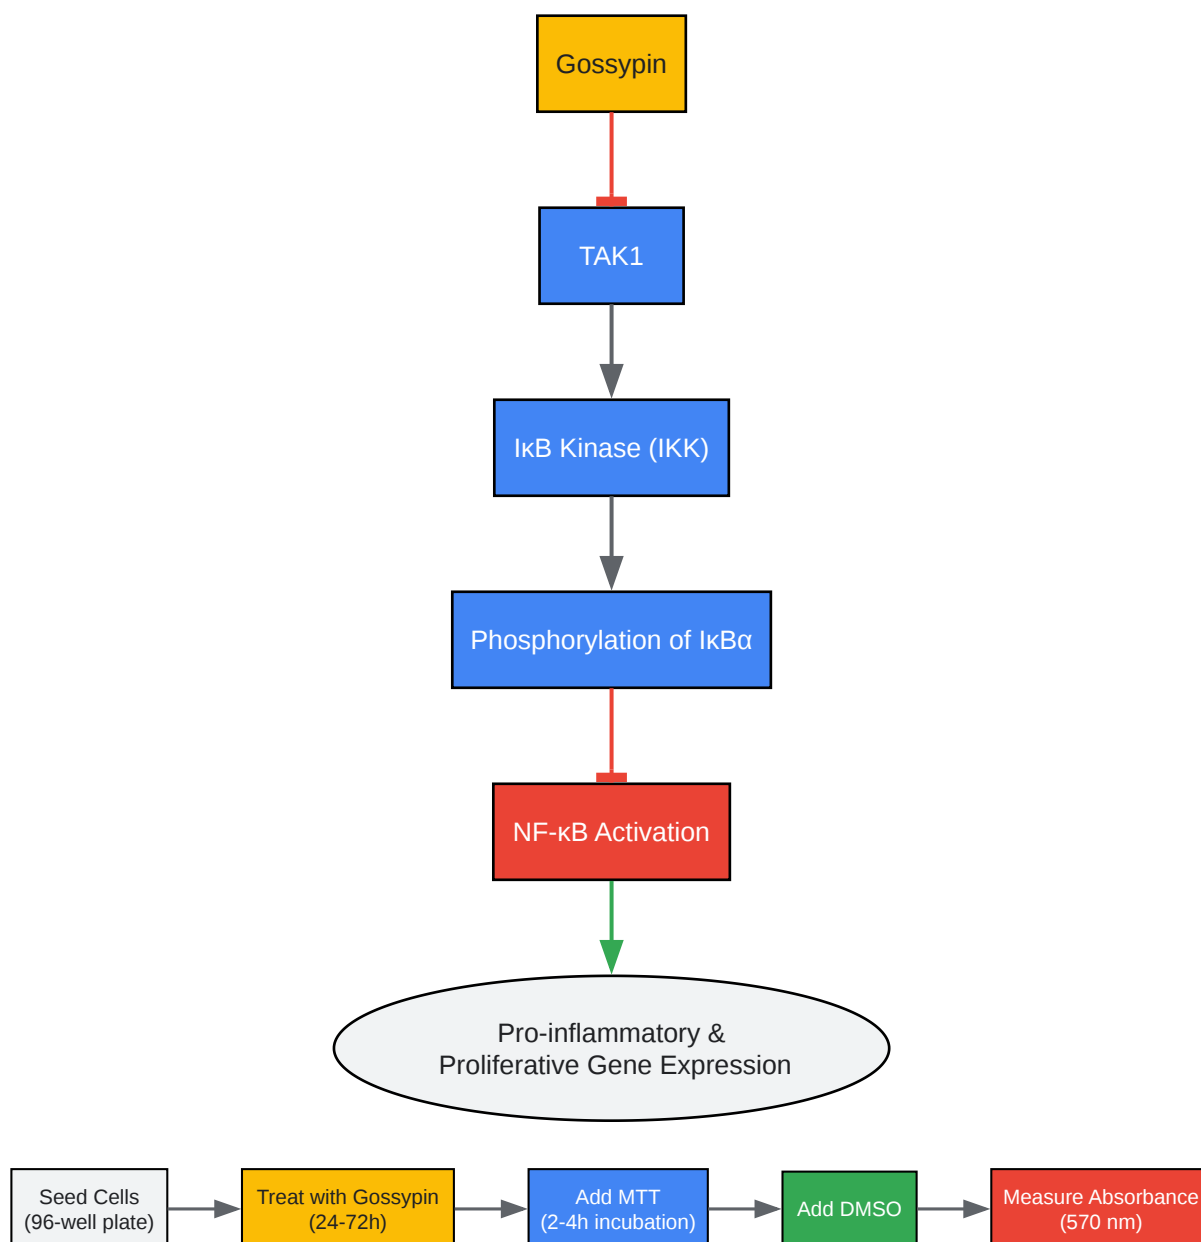 Gossypin
TAK1
IκB Kinase (IKK)
Phosphorylation of IκBα
NF-κB Activation
Pro-inflammatory &
Proliferative Gene Expression
Seed Cells
(96-well plate)
Treat with Gossypin
(24-72h)
Add MTT
(2-4h incubation)
Add DMSO
Measure Absorbance
(570 nm)